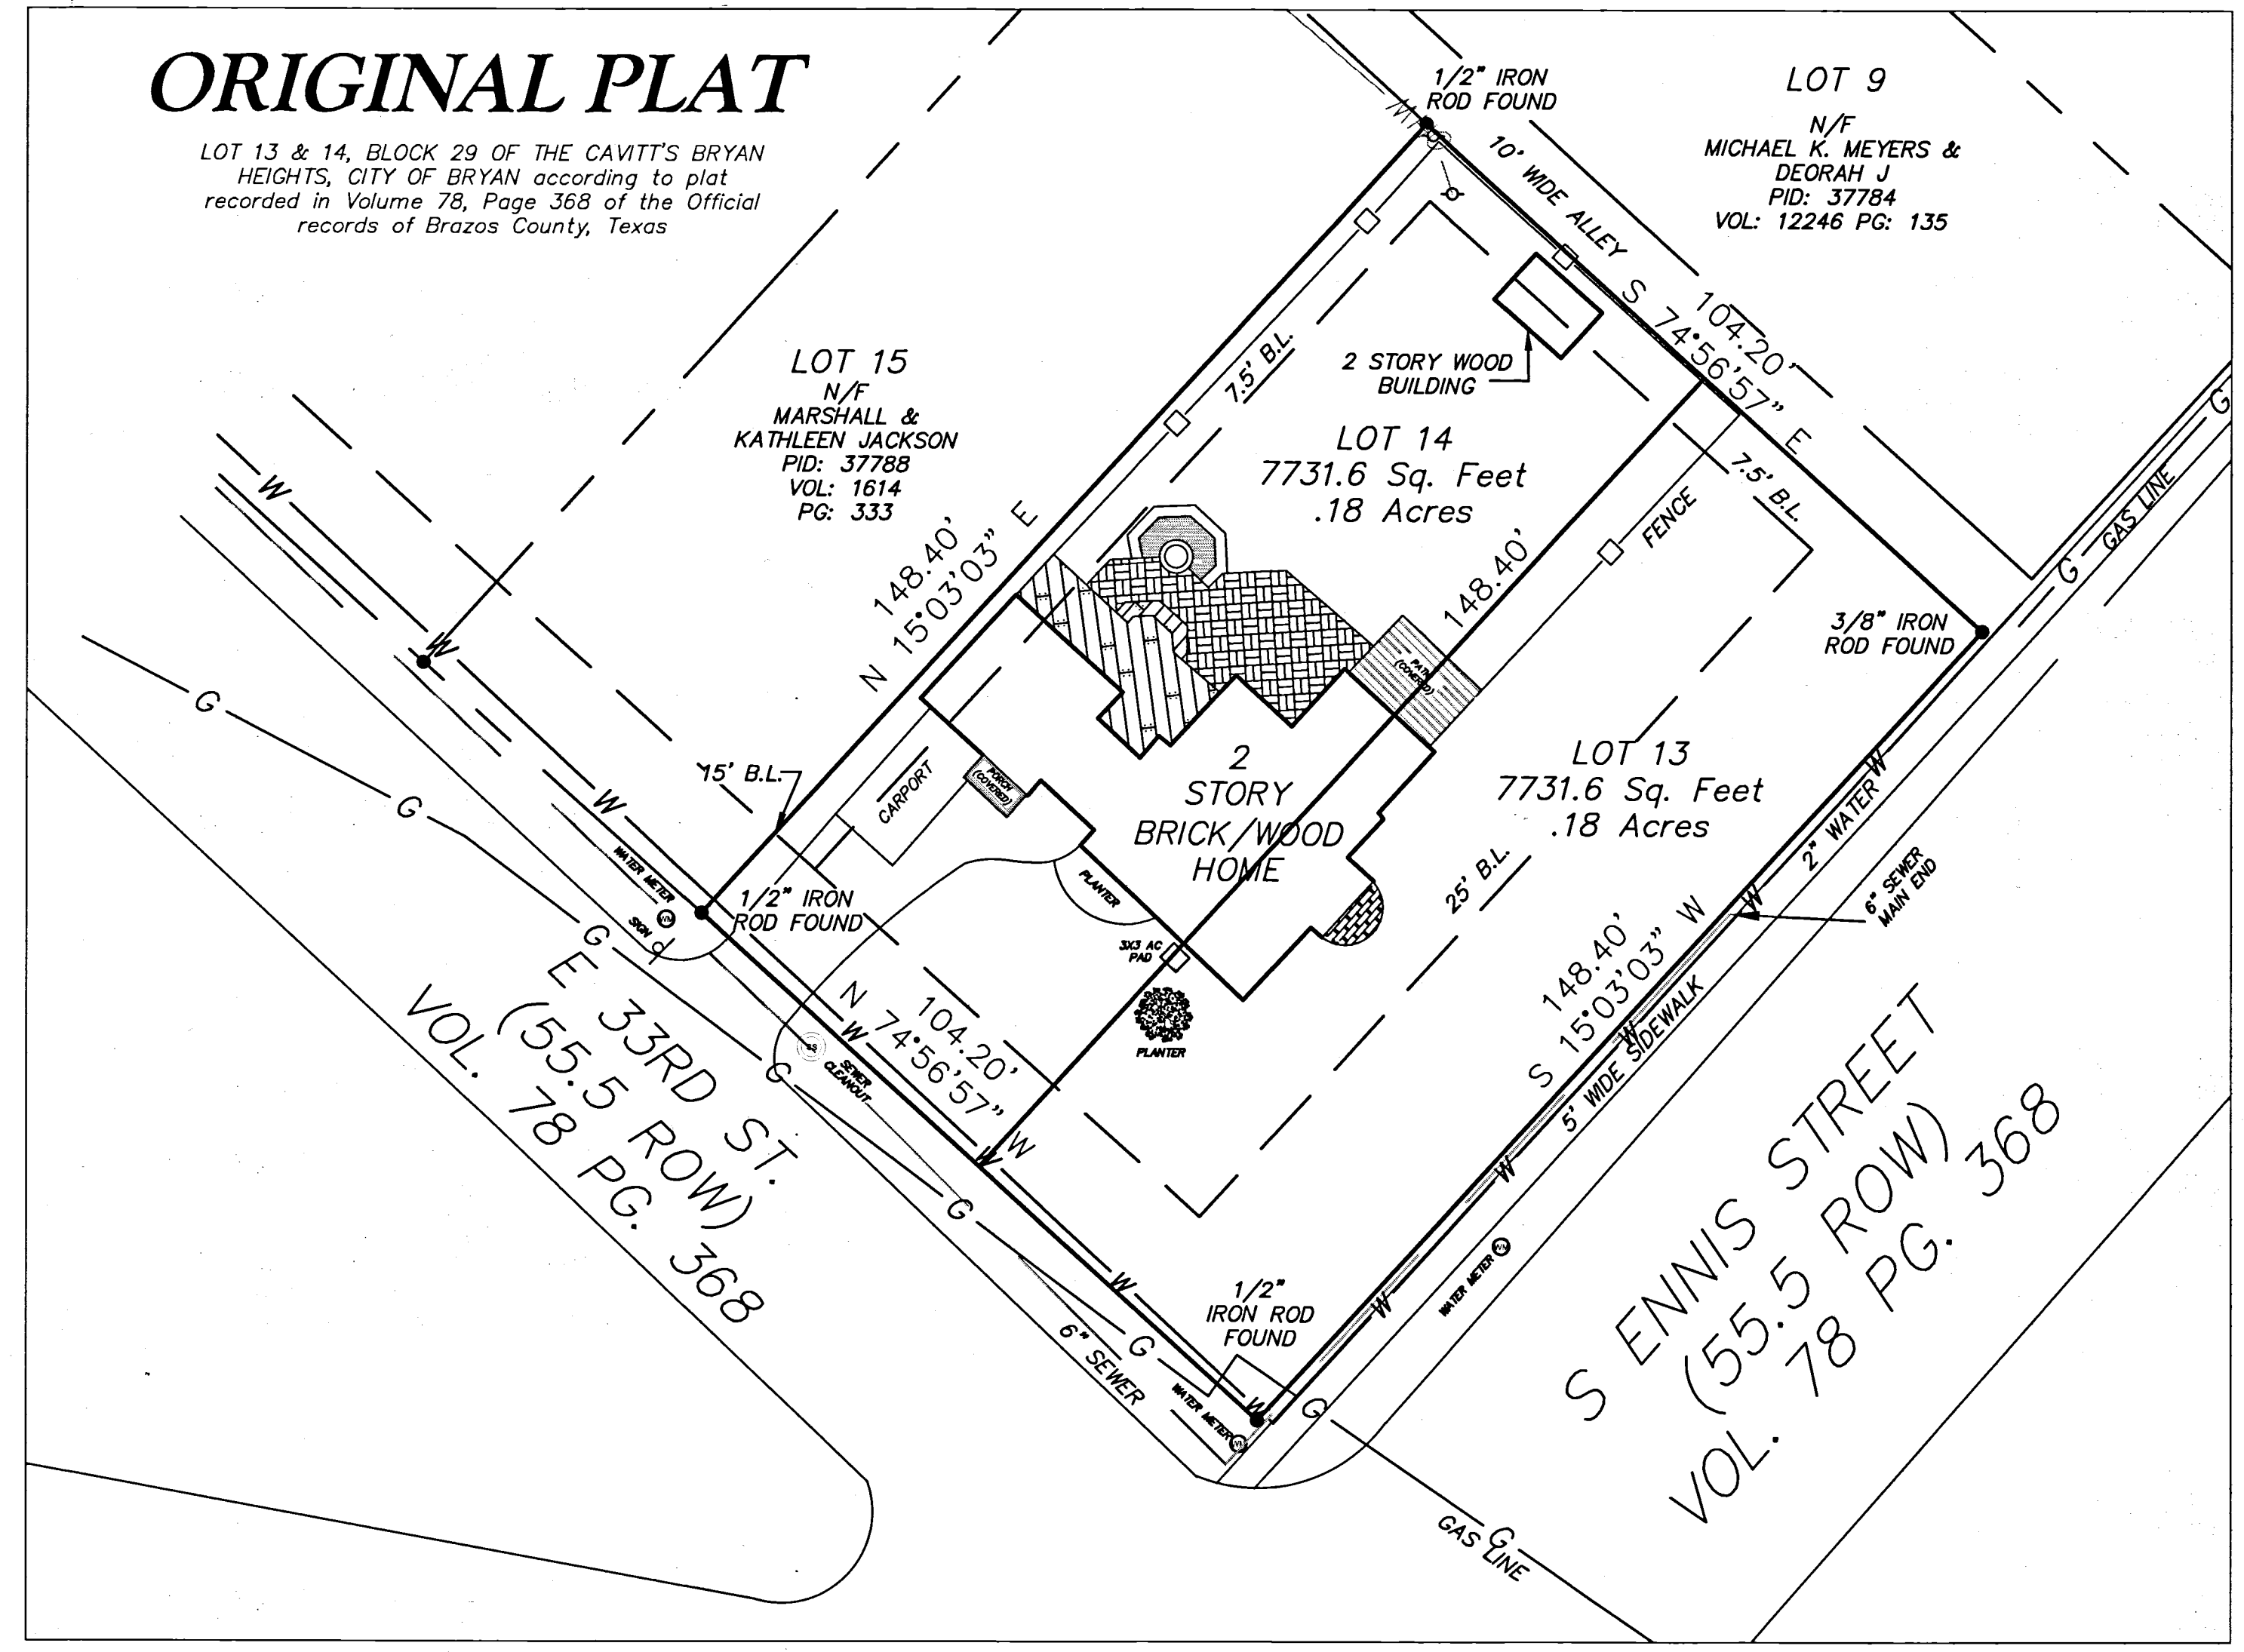 ORIGINAL PLAT
LOT 13 & 14, BLOCK 29 OF THE CAVITT'S BRYAN
HEIGHTS, CITY OF BRYAN according to plat
recorded in Volume 78, Page 368 of the Official
records of Brazos County, Texas
1/2" IRON
ROD FOUND
LOT 9
N/F
MICHAEL K. MEYERS &
DEORAH J
PID: 37784
VOL: 12246 PG: 135
10' WIDE ALLEY
S 74°56'57" E
104.20'
LOT 15
N/F
MARSHALL &
KATHLEEN JACKSON
PID: 37788
VOL: 1614
PG: 333
7.5' B.L.
2 STORY WOOD
BUILDING
LOT 14
7731.6 Sq. Feet
.18 Acres
7.5' B.L.
FENCE
G
GAS LINE
G
148.40'
N 15°03'03" E
148.40'
3/8" IRON
ROD FOUND
W
W
G
G
W
15' B.L.
CARPORT
PORCH
(COVERED)
PATH
(COVERED)
2
STORY
BRICK/WOOD
HOME
LOT 13
7731.6 Sq. Feet
.18 Acres
25' B.L.
W
2" WATER
W
6" SEWER
MAIN END
WATER METER
WM
SIGN
1/2" IRON
ROD FOUND
PLANTER
3X3 AC
PAD
PLANTER
G
E 33RD ST.
(55.5 ROW)
VOL. 78 PG. 368
SS
SEWER
CLEANOUT
G
W
104.20'
N 74°56'57" W
W
148.40'
S 15°03'03" W
W
5' WIDE SIDEWALK
W
W
G
W
G
6" SEWER
1/2"
IRON ROD
FOUND
WATER METER
WM
WATER METER
WM
W
G
G
GAS LINE
S ENNIS STREET
(55.5 ROW)
VOL. 78 PG. 368